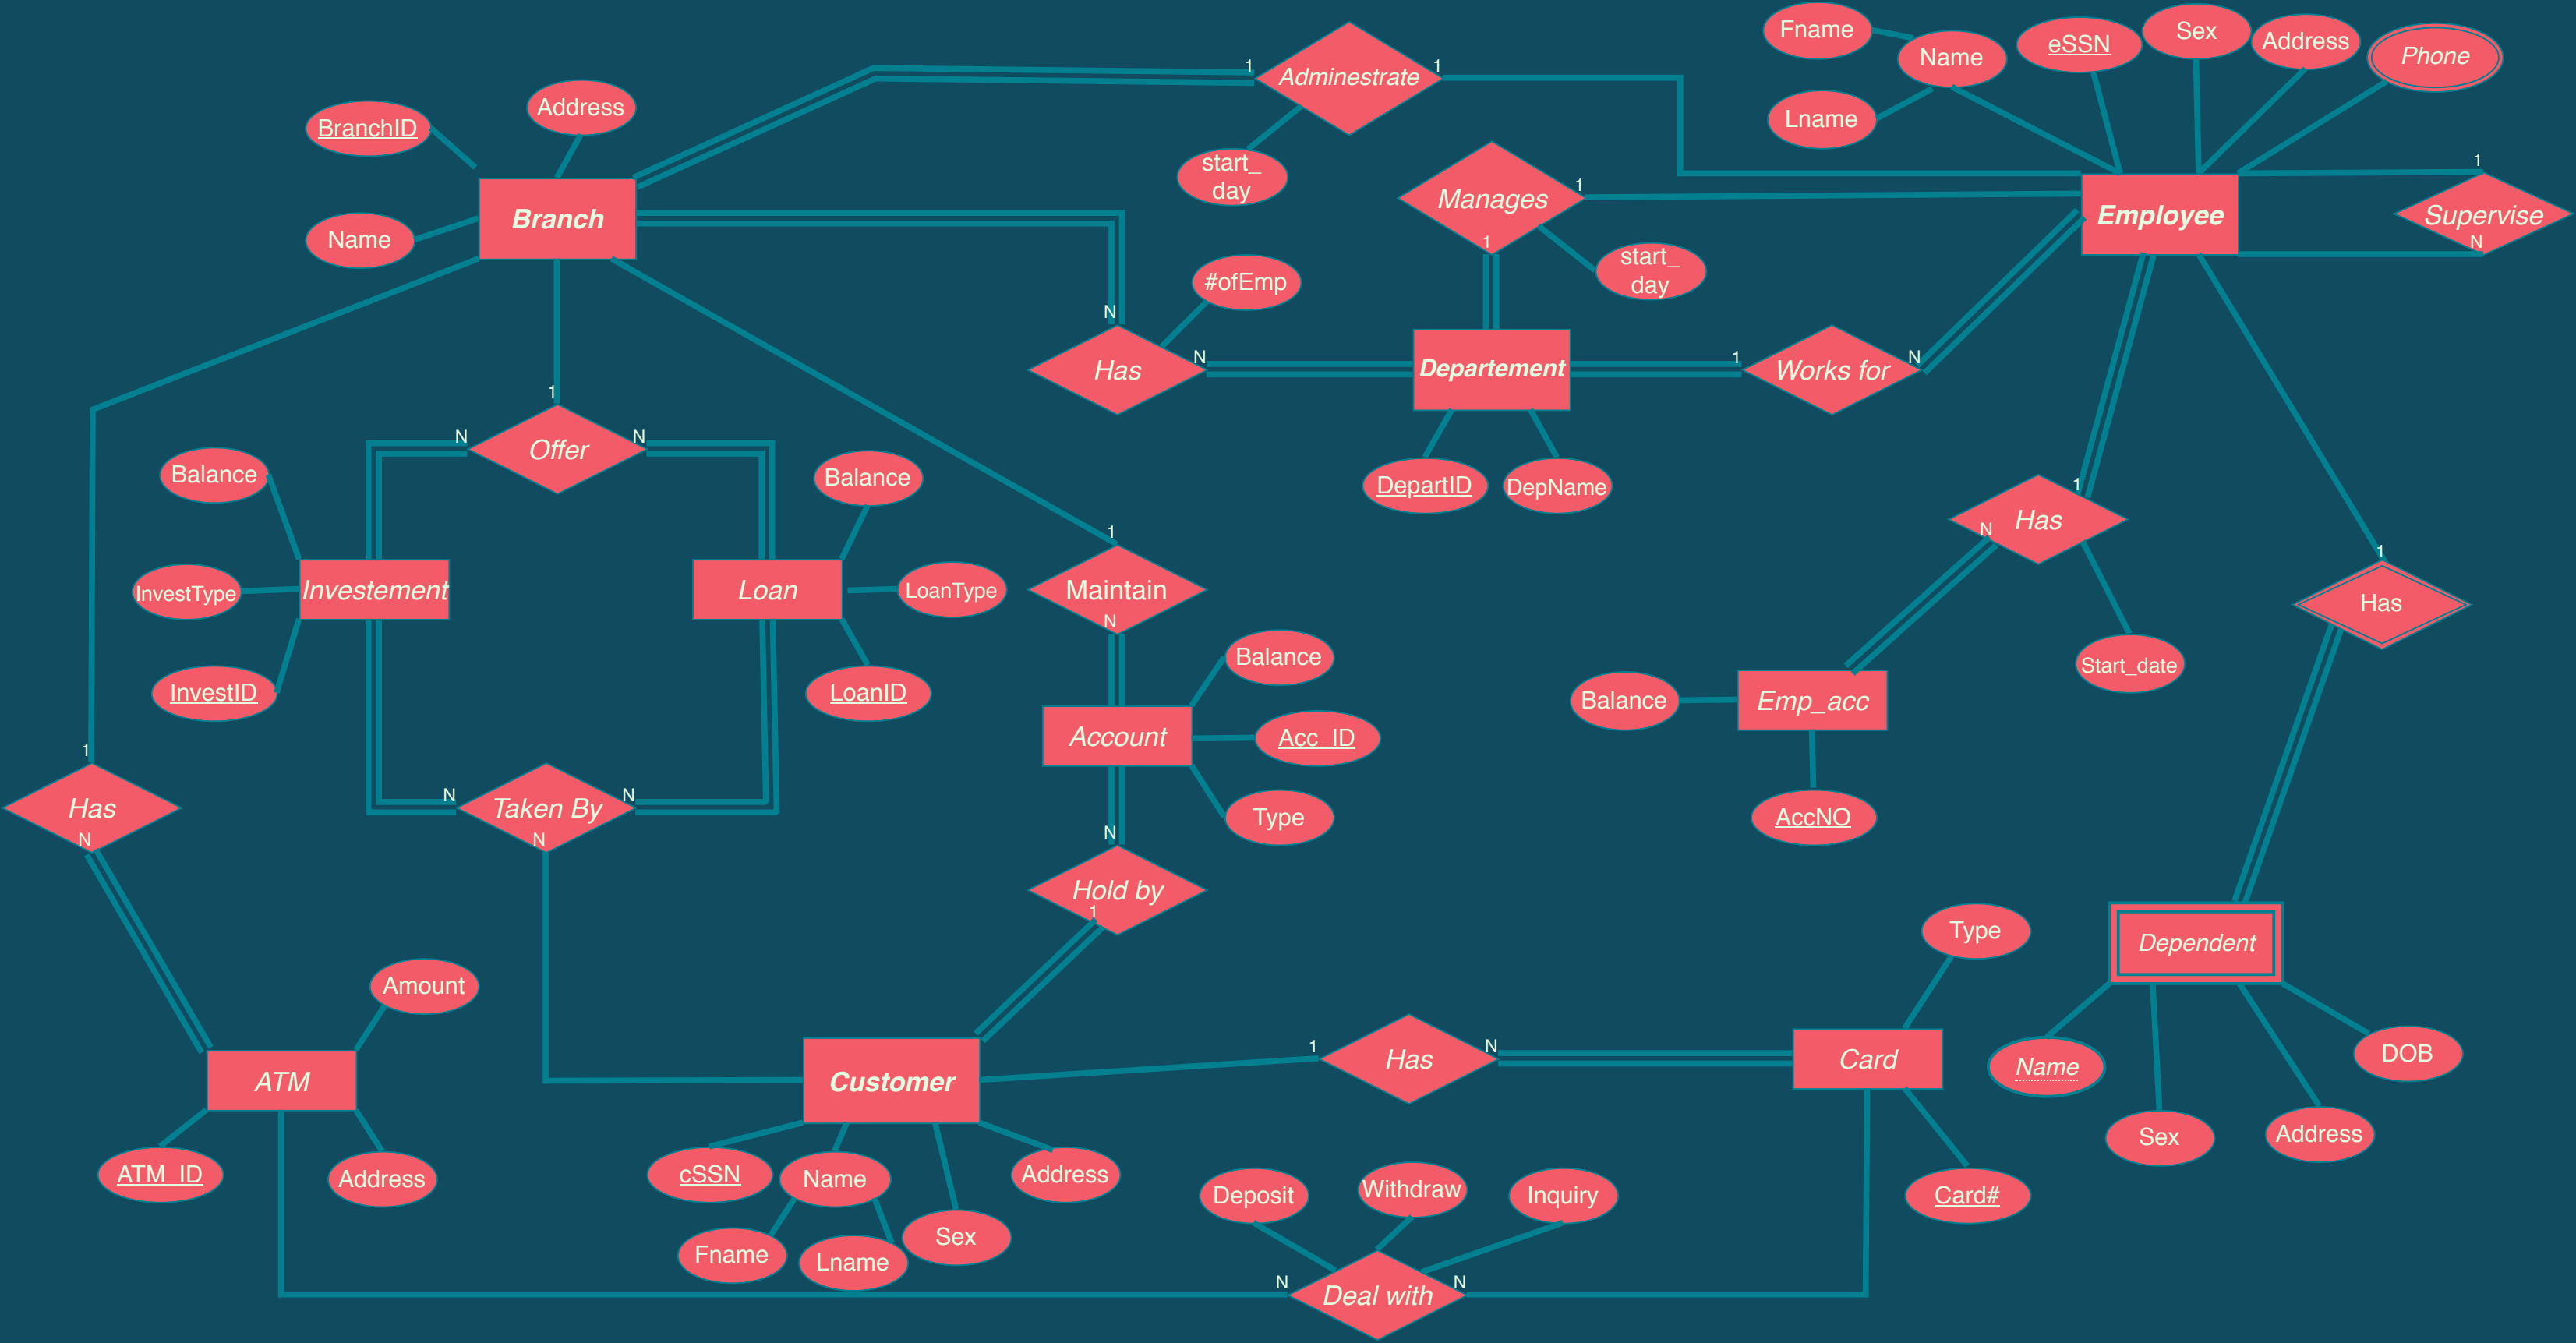 Fname
Name
eSSN
Sex
Address
Phone
Lname
1
Adminestrate
1
start_
day
BranchID
Address
Branch
Name
Manages
1
1
start_
day
Employee
1
Supervise
N
#ofEmp
N
Has
N
Departement
1
Works for
N
DepartID
DepName
1
Offer
N
N
Balance
InvestType
Investement
InvestID
Balance
Loan
LoanType
LoanID
1
Maintain
N
Balance
Account
Acc_ID
Type
N
Hold by
1
1
Has
N
Start_date
Balance
Emp_acc
AccNO
1
Has
1
Has
N
N
Taken By
N
N
Amount
ATM
ATM_ID
Address
Customer
cSSN
Name
Address
Fname
Lname
Sex
1
Has
N
Card
Type
Card#
Dependent
Name
Sex
Address
DOB
Deposit
Withdraw
Inquiry
N
Deal with
N